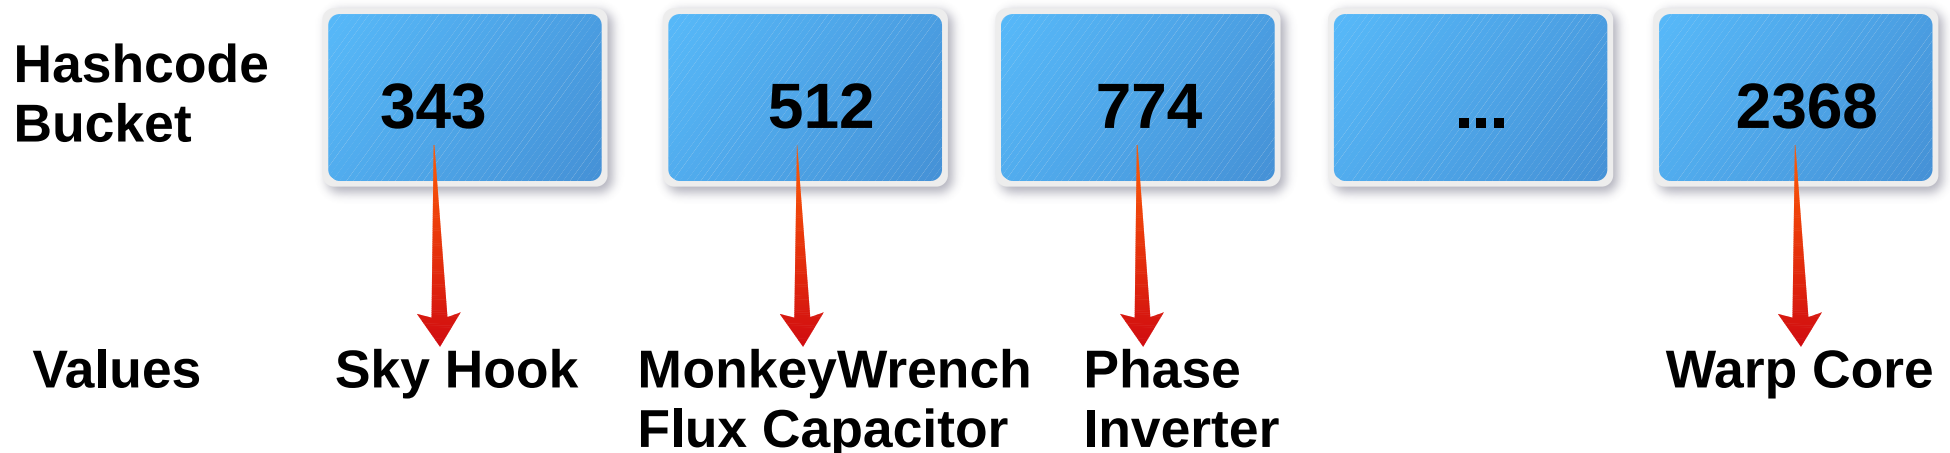 Hashcode
Bucket
343
512
774
...
2368
Values
Sky Hook
MonkeyWrench
Flux Capacitor
Phase
Inverter
Warp Core